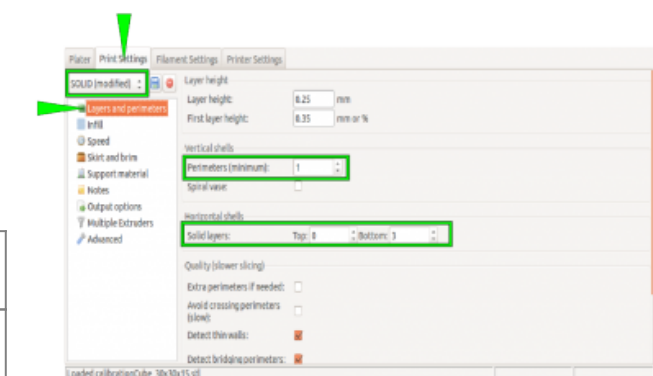 Plater Print Settings Filament Settings Printer Settings
SOLID (modified)
Layers and perimeters
Infill
Speed
Skirt and brim
Support material
Notes
Output options
Multiple Extruders
Advanced
Layer height
Layer height: 0.25 mm
First layer height: 0.35 mm or %
Vertical shells
Perimeters (minimum): 1
Spiral vase:
Horizontal shells
Solid layers: Top: 0 Bottom: 3
Quality (slower slicing)
Extra perimeters if needed:
Avoid crossing perimeters
(slow):
Detect thin walls:
Detect bridging perimeters:
Loaded calibrationCube_30x30x15.stl